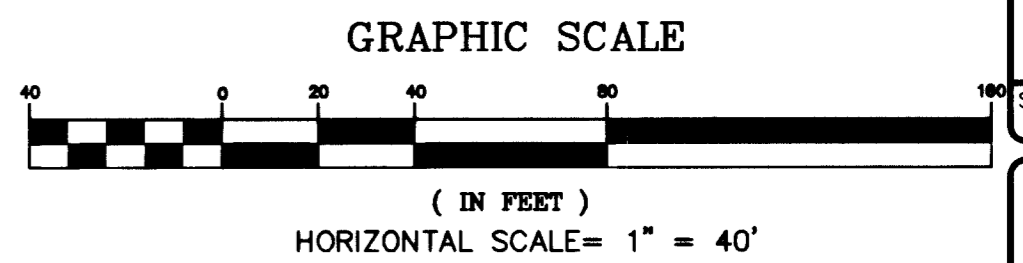 GRAPHIC SCALE
40 0 20 40 80 160
( IN FEET )
HORIZONTAL SCALE= 1" = 40'